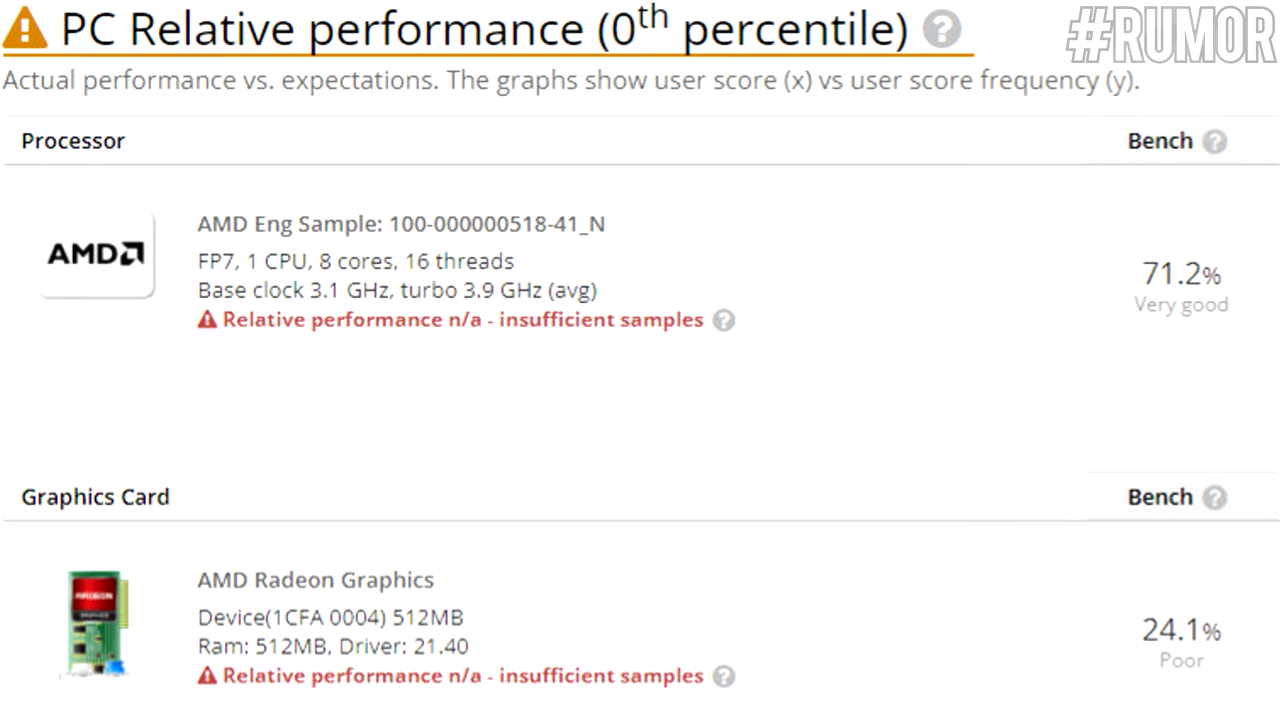 PC Relative performance (0th percentile) ?
#RUMOR
Actual performance vs. expectations. The graphs show user score (x) vs user score frequency (y).
Processor
Bench ?
AMD
AMD Eng Sample: 100-000000518-41_N
FP7, 1 CPU, 8 cores, 16 threads
Base clock 3.1 GHz, turbo 3.9 GHz (avg)
Relative performance n/a - insufficient samples ?
71.2%
Very good
Graphics Card
Bench ?
AMD Radeon Graphics
Device(1CFA 0004) 512MB
Ram: 512MB, Driver: 21.40
Relative performance n/a - insufficient samples ?
24.1%
Poor